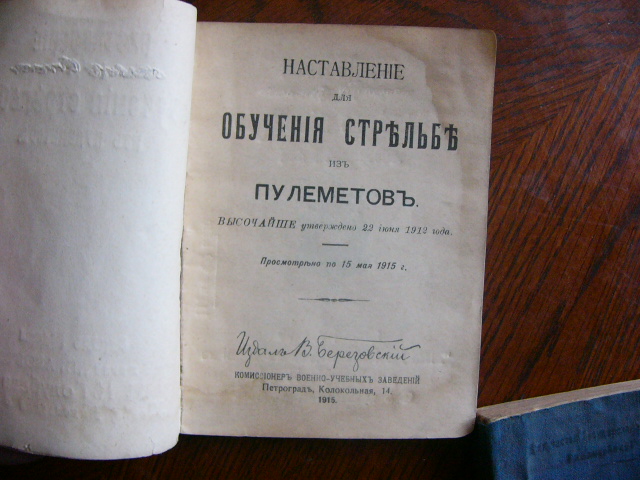 НАСТАВЛЕНІЕ
ДЛЯ
ОБУЧЕНІЯ СТРѢЛЬБѢ
ИЗЪ
ПУЛЕМЕТОВЪ.
ВЫСОЧАЙШЕ утверждено 22 іюня 1912 года.
Просмотрѣно по 15 мая 1915 г.
Издалъ В. Березовскій
КОМИССІОНЕРЪ ВОЕННО-УЧЕБНЫХЪ ЗАВЕДЕНІЙ
Петроградъ, Колокольная, 14.
1915.